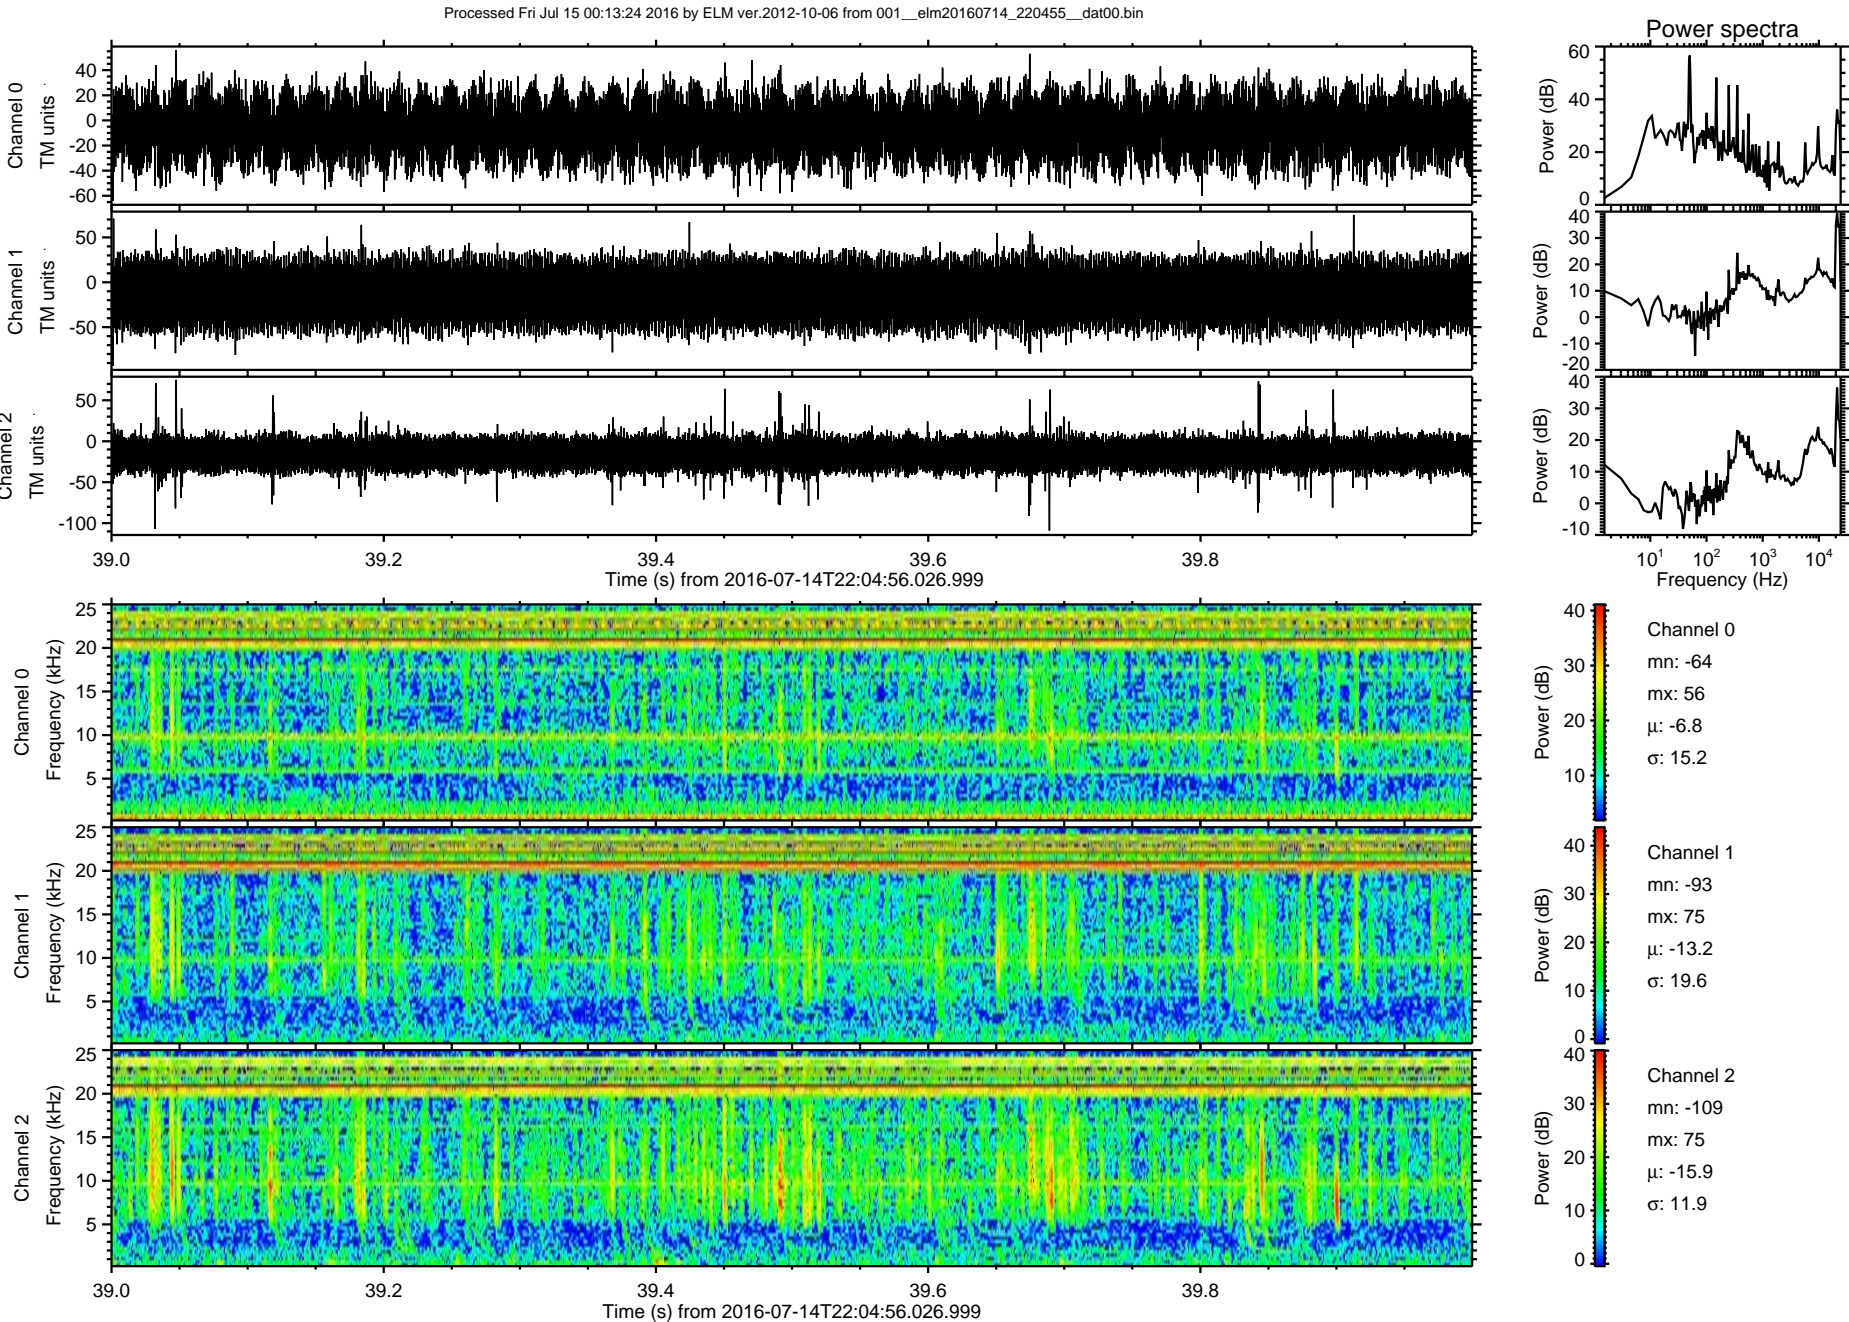 Processed Fri Jul 15 00:13:24 2016 by ELM ver.2012-10-06 from 001__elm20160714_220455__dat00.bin
Power spectra
Channel 0
TM units
40
20
0
-20
-40
-60
Power (dB)
60
40
20
0
Channel 1
TM units
50
0
-50
Power (dB)
40
30
20
10
0
-10
-20
Channel 2
TM units
50
0
-50
-100
Power (dB)
40
30
20
10
0
-10
39.0 39.2 39.4 39.6 39.8
Time (s) from 2016-07-14T22:04:56.026.999
10^1 10^2 10^3 10^4
Frequency (Hz)
Channel 0
Frequency (kHz)
25
20
15
10
5
Power (dB)
40
30
20
10
Channel 0
mn: -64
mx: 56
μ: -6.8
σ: 15.2
Channel 1
Frequency (kHz)
25
20
15
10
5
Power (dB)
40
30
20
10
0
Channel 1
mn: -93
mx: 75
μ: -13.2
σ: 19.6
Channel 2
Frequency (kHz)
25
20
15
10
5
Power (dB)
40
30
20
10
0
Channel 2
mn: -109
mx: 75
μ: -15.9
σ: 11.9
39.0 39.2 39.4 39.6 39.8
Time (s) from 2016-07-14T22:04:56.026.999